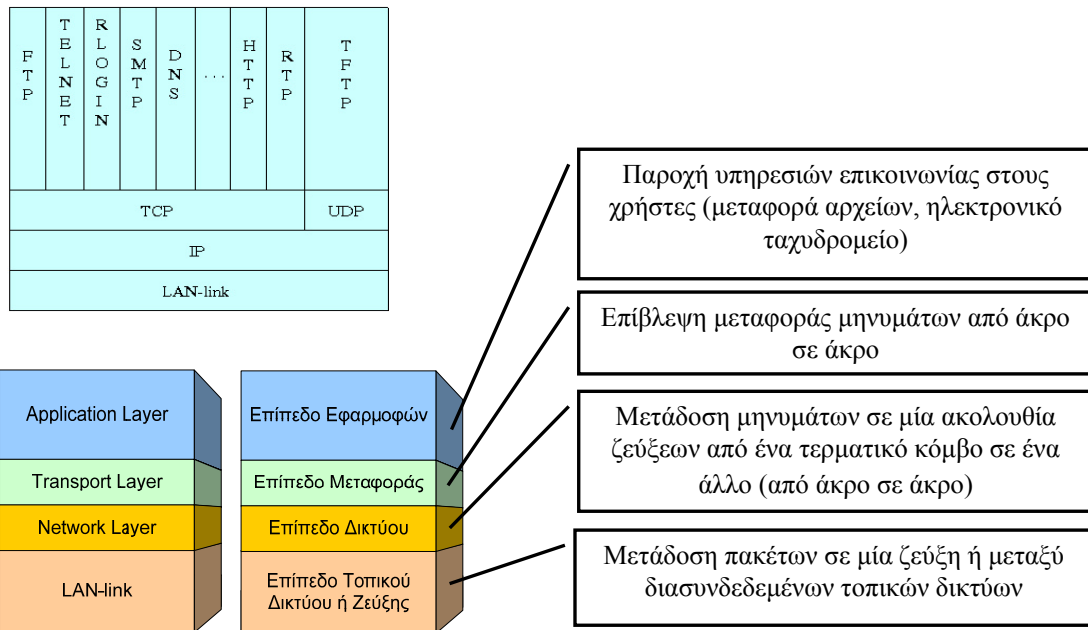 FTP
TELNET
RLOGIN
SMTP
DNS
...
HTTP
RTP
TFTP
TCP
UDP
IP
LAN-link
Παροχή υπηρεσιών επικοινωνίας στους
χρήστες (μεταφορά αρχείων, ηλεκτρονικό
ταχυδρομείο)
Επίβλεψη μεταφοράς μηνυμάτων από άκρο
σε άκρο
Μετάδοση μηνυμάτων σε μία ακολουθία
ζεύξεων από ένα τερματικό κόμβο σε ένα
άλλο (από άκρο σε άκρο)
Μετάδοση πακέτων σε μία ζεύξη ή μεταξύ
διασυνδεδεμένων τοπικών δικτύων
Application Layer
Transport Layer
Network Layer
LAN-link
Επίπεδο Εφαρμοφών
Επίπεδο Μεταφοράς
Επίπεδο Δικτύου
Επίπεδο Τοπικού
Δικτύου ή Ζεύξης